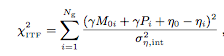 χ²_ITF = Σ_{i=1}^{N_g} (γM_{0i} + γP_i + η_0 − η_i)² / σ²_{η,int}